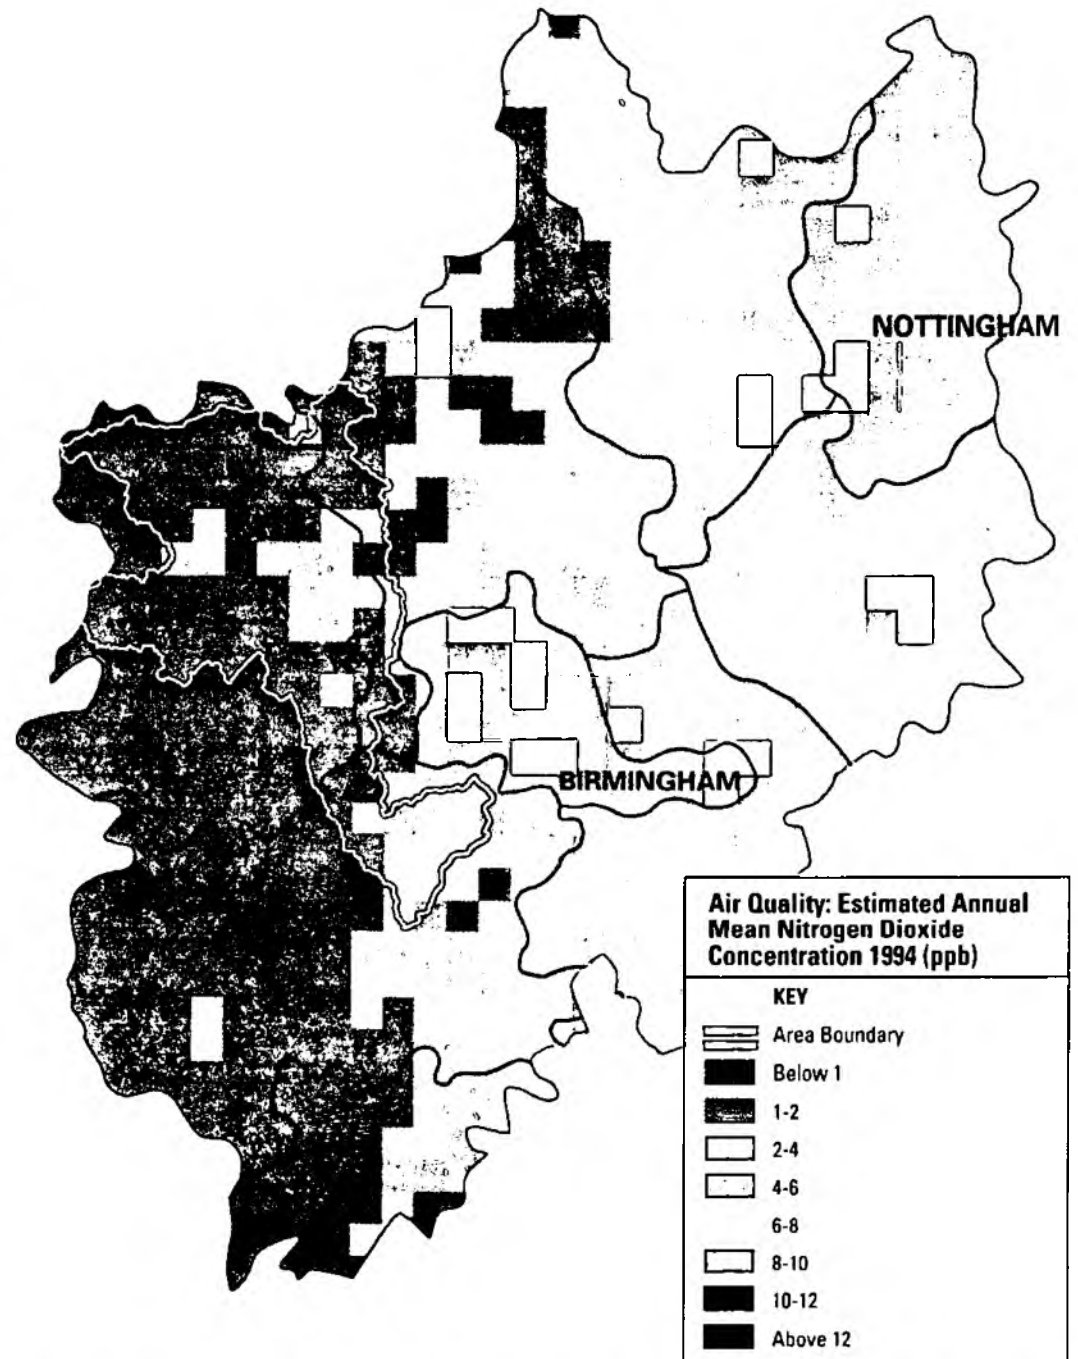 NOTTINGHAM
BIRMINGHAM
Air Quality: Estimated Annual
Mean Nitrogen Dioxide
Concentration 1994 (ppb)
KEY
Area Boundary
Below 1
1-2
2-4
4-6
6-8
8-10
10-12
Above 12